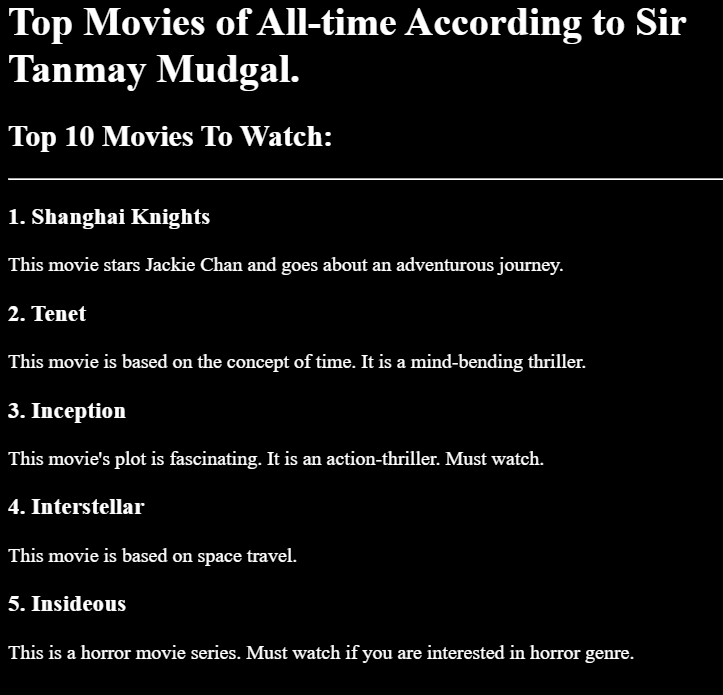 Top Movies of All-time According to Sir
Tanmay Mudgal.
Top 10 Movies To Watch:
1. Shanghai Knights
This movie stars Jackie Chan and goes about an adventurous journey.
2. Tenet
This movie is based on the concept of time. It is a mind-bending thriller.
3. Inception
This movie's plot is fascinating. It is an action-thriller. Must watch.
4. Interstellar
This movie is based on space travel.
5. Insideous
This is a horror movie series. Must watch if you are interested in horror genre.